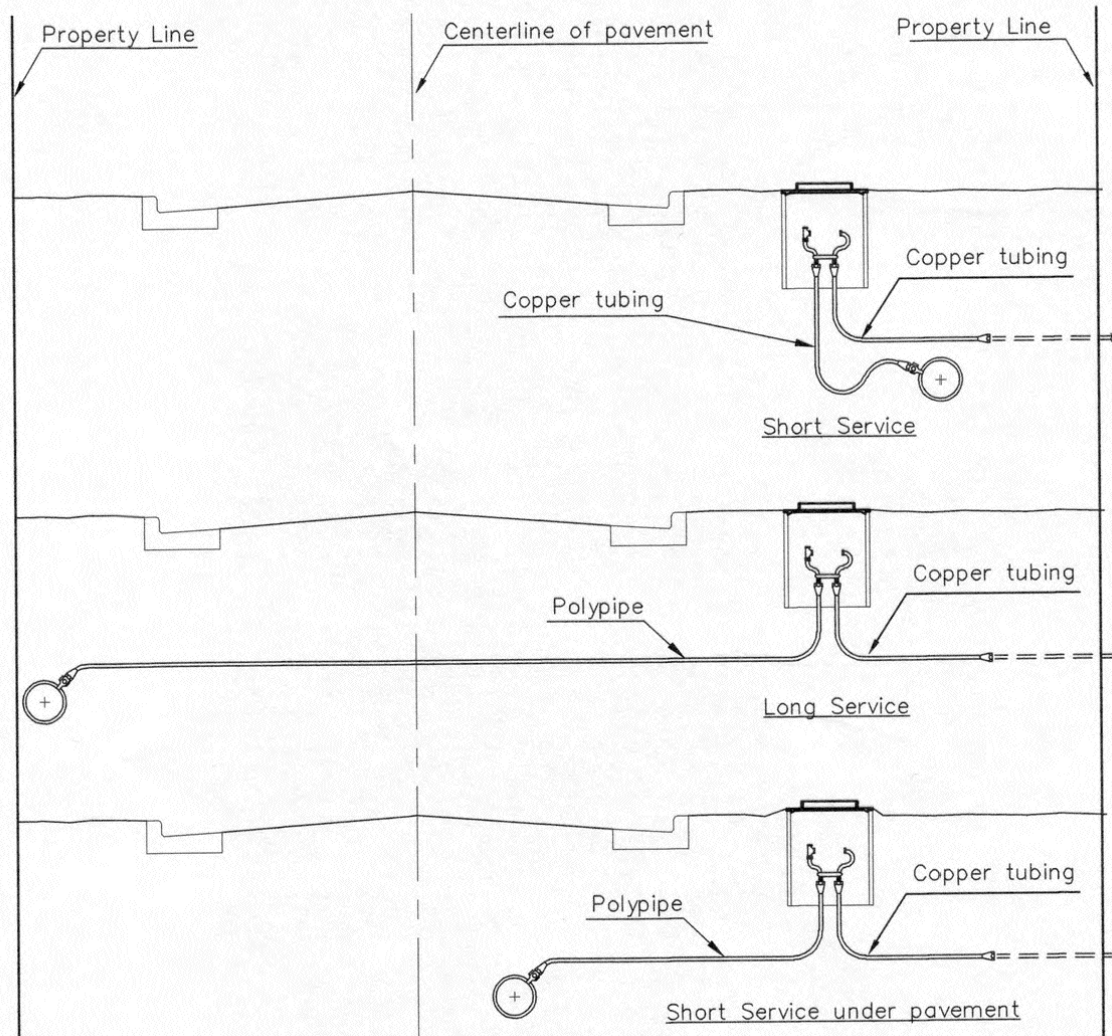 Property Line
Centerline of pavement
Property Line
Copper tubing
Copper tubing
Short Service
Copper tubing
Polypipe
Long Service
Copper tubing
Polypipe
Short Service under pavement